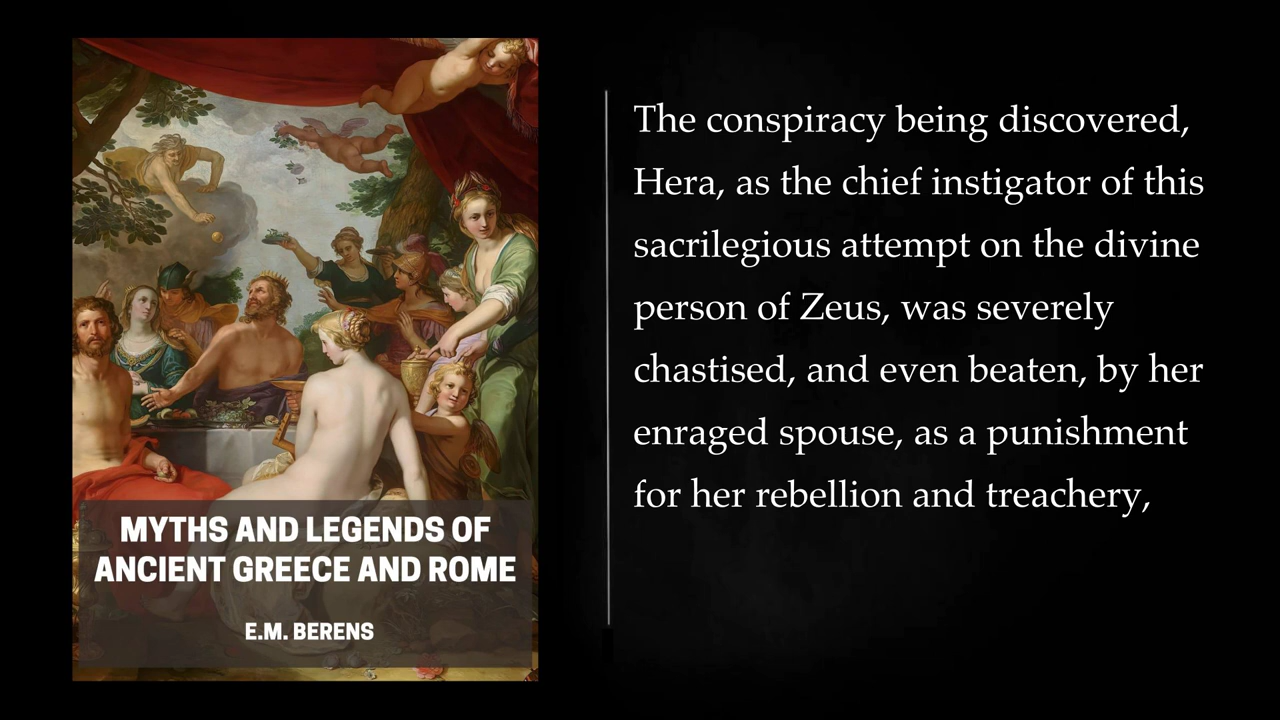 MYTHS AND LEGENDS OF
ANCIENT GREECE AND ROME
E.M. BERENS
The conspiracy being discovered,
Hera, as the chief instigator of this
sacrilegious attempt on the divine
person of Zeus, was severely
chastised, and even beaten, by her
enraged spouse, as a punishment
for her rebellion and treachery,